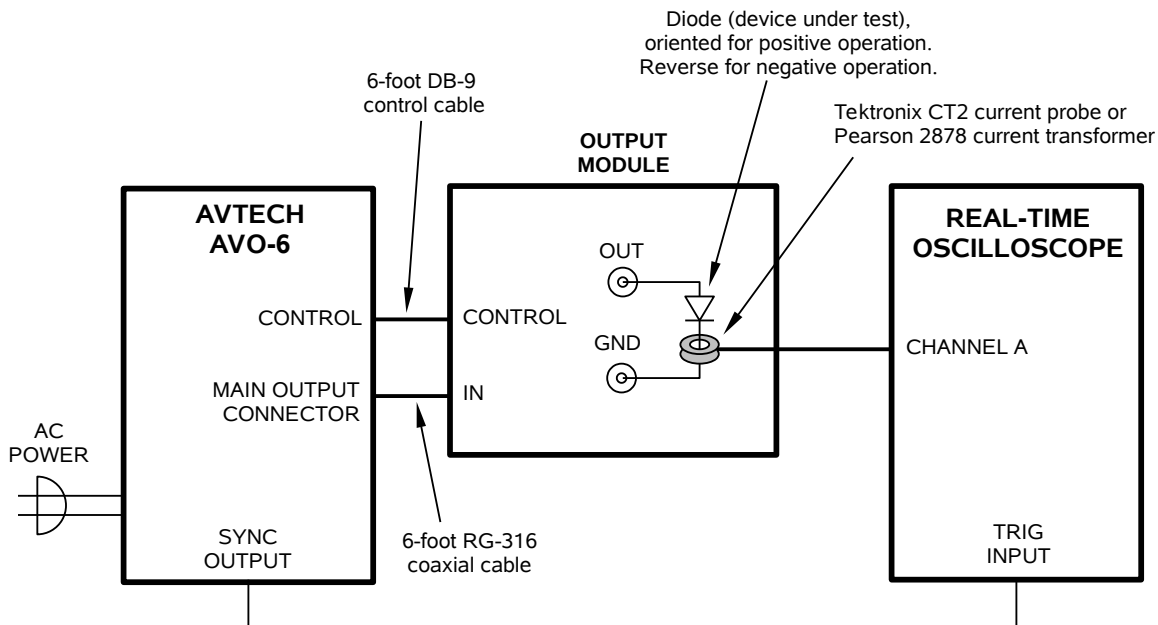 Diode (device under test),
oriented for positive operation.
Reverse for negative operation.
6-foot DB-9
control cable
Tektronix CT2 current probe or
Pearson 2878 current transformer
OUTPUT
MODULE
AVTECH
AVO-6
REAL-TIME
OSCILLOSCOPE
OUT
CONTROL
CONTROL
GND
CHANNEL A
MAIN OUTPUT
CONNECTOR
IN
AC
POWER
SYNC
OUTPUT
6-foot RG-316
coaxial cable
TRIG
INPUT